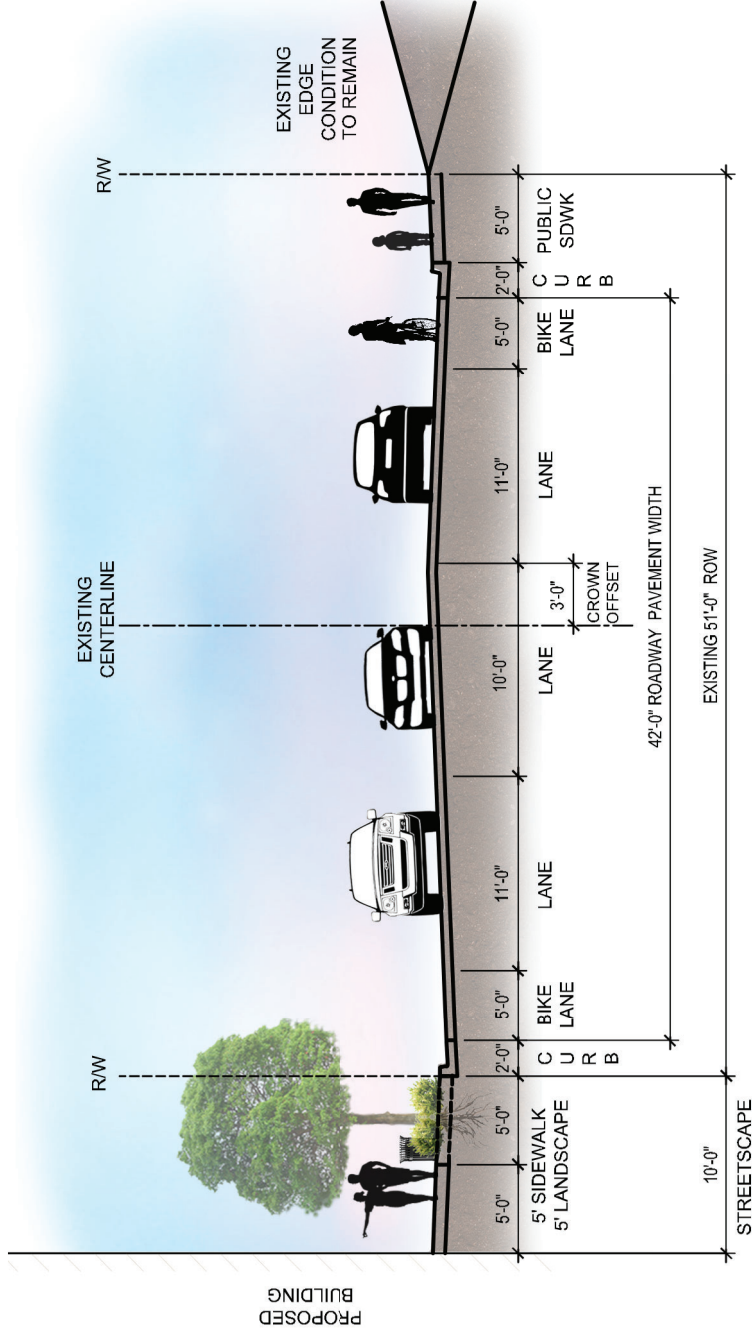 PROPOSED
BUILDING
R/W
EXISTING
CENTERLINE
R/W
EXISTING
EDGE
CONDITION
TO REMAIN
5'-0"
5'-0"
2'-0"
5'-0"
11'-0"
10'-0"
11'-0"
5'-0"
2'-0"
5'-0"
5' SIDEWALK
5' LANDSCAPE
C
U
R
B
BIKE
LANE
LANE
LANE
3'-0"
CROWN
OFFSET
LANE
BIKE
LANE
C
U
R
B
PUBLIC
SDWK
42'-0" ROADWAY PAVEMENT WIDTH
10'-0"
STREETSCAPE
EXISTING 51'-0" ROW